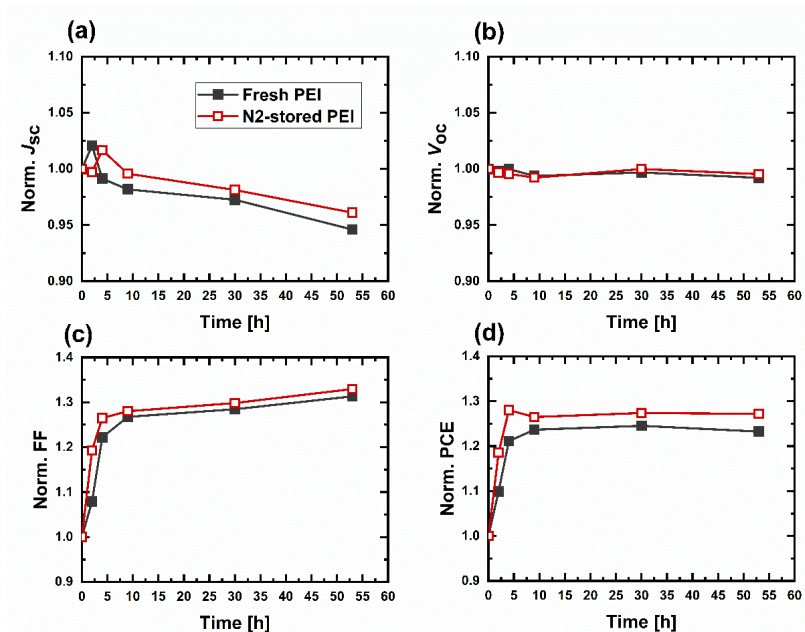 (a)
1.10
1.05
1.00
0.95
0.90
Norm. Jsc
Fresh PEI
N2-stored PEI
0 5 10 15 20 25 30 35 40 45 50 55 60
Time [h]
(b)
1.10
1.05
1.00
0.95
0.90
Norm. Voc
0 5 10 15 20 25 30 35 40 45 50 55 60
Time [h]
(c)
1.4
1.3
1.2
1.1
1.0
0.9
Norm. FF
0 5 10 15 20 25 30 35 40 45 50 55 60
Time [h]
(d)
1.4
1.3
1.2
1.1
1.0
0.9
Norm. PCE
0 5 10 15 20 25 30 35 40 45 50 55 60
Time [h]